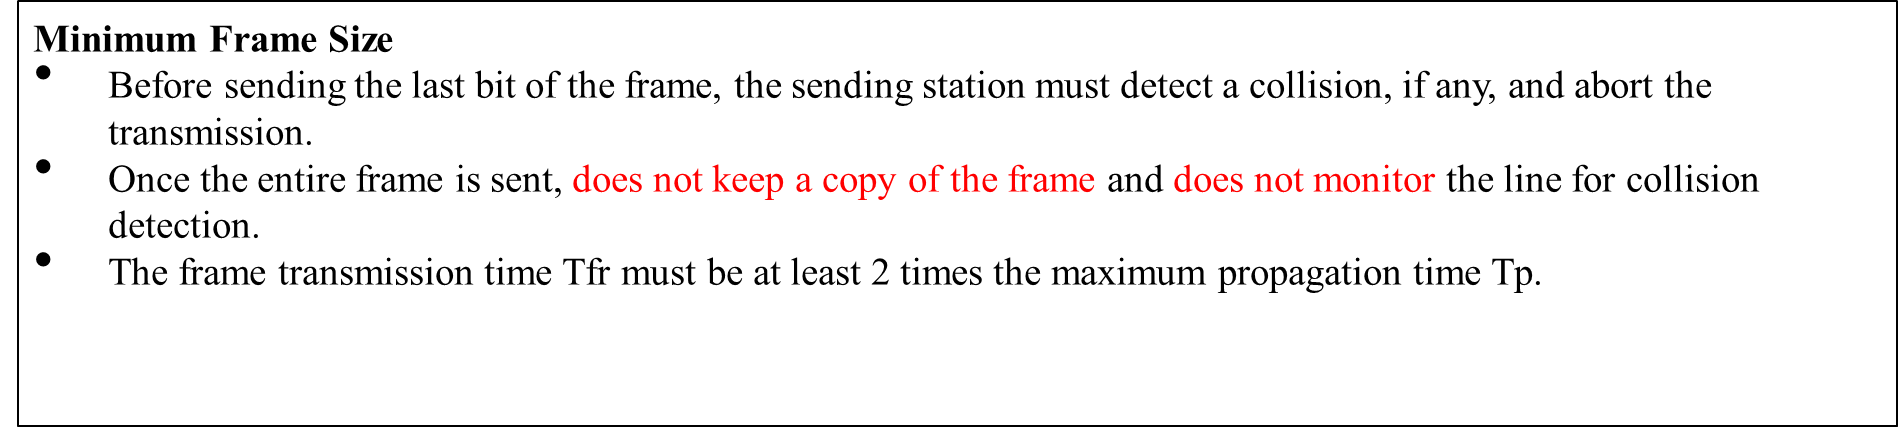 Minimum Frame Size
• Before sending the last bit of the frame, the sending station must detect a collision, if any, and abort the
transmission.
• Once the entire frame is sent, does not keep a copy of the frame and does not monitor the line for collision
detection.
• The frame transmission time Tfr must be at least 2 times the maximum propagation time Tp.